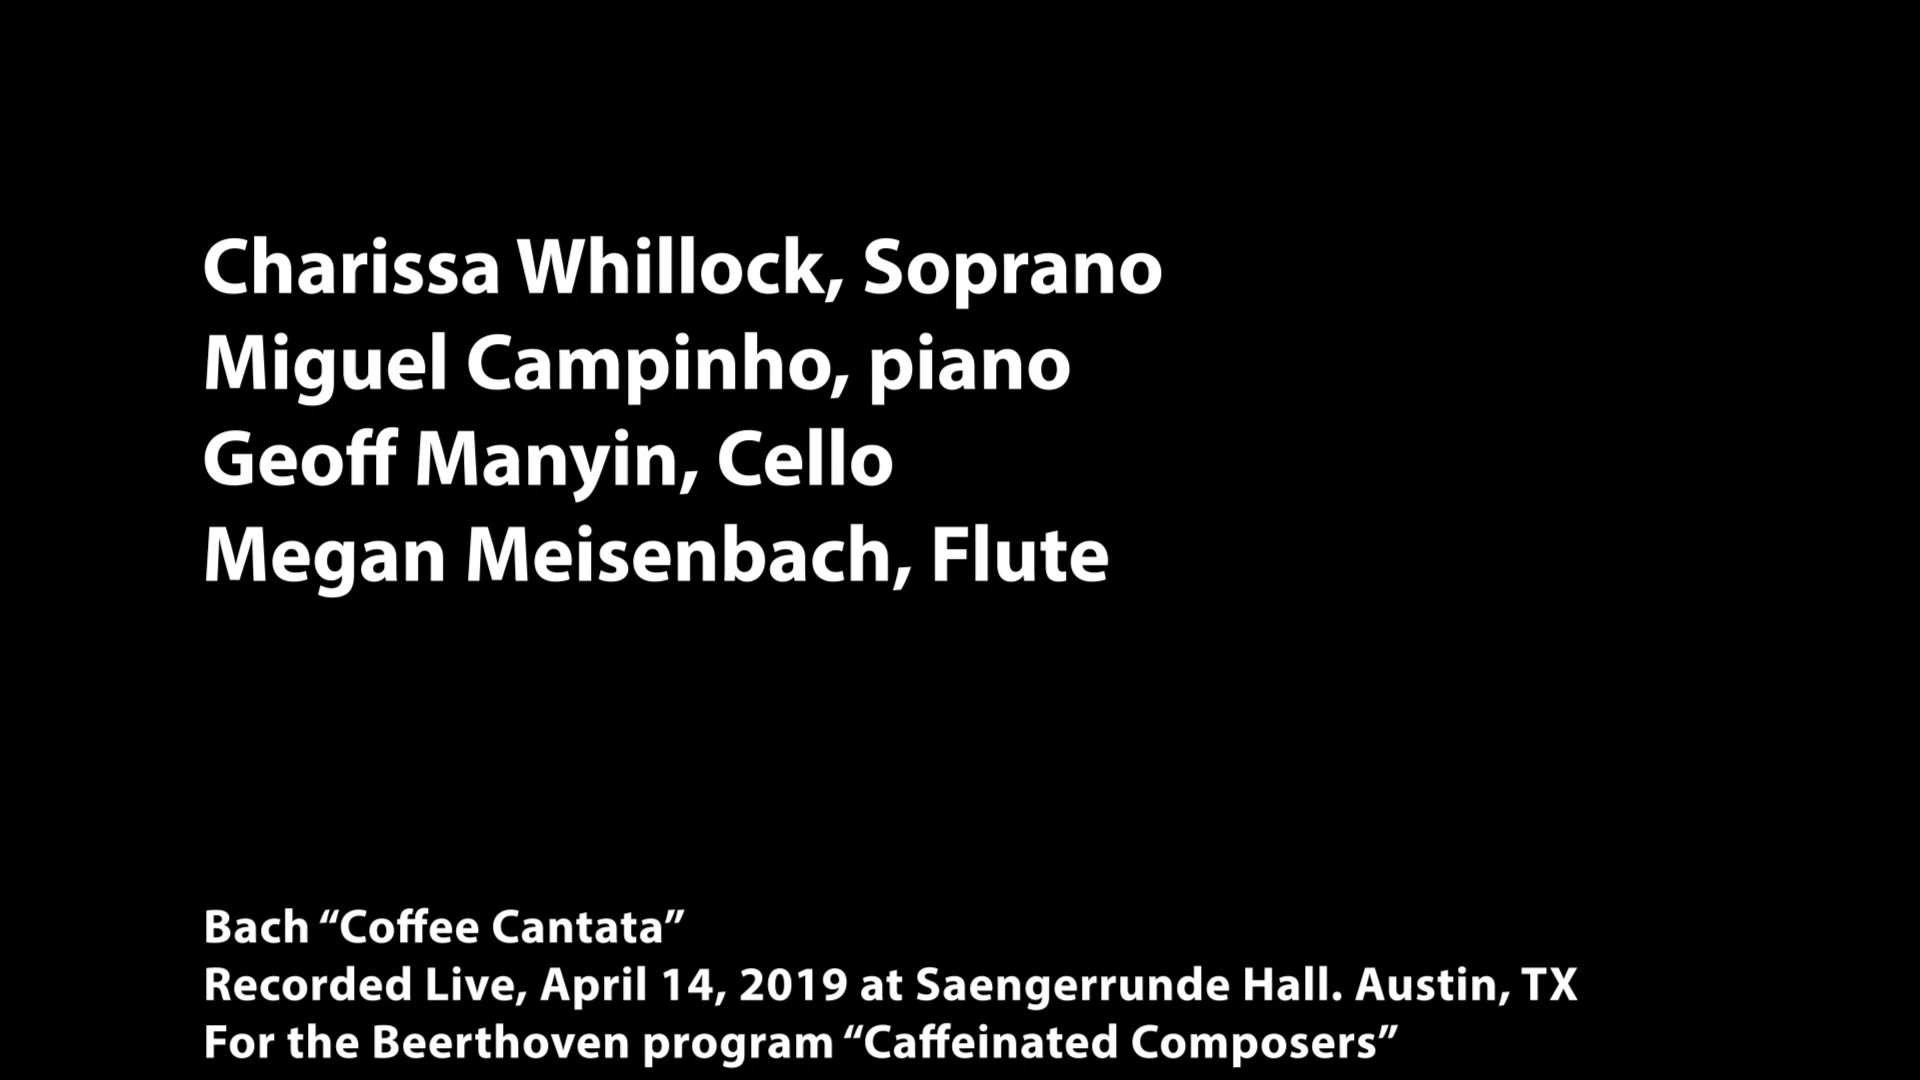 Charissa Whillock, Soprano
Miguel Campinho, piano
Geoff Manyin, Cello
Megan Meisenbach, Flute
Bach “Coffee Cantata”
Recorded Live, April 14, 2019 at Saengerrunde Hall. Austin, TX
For the Beerthoven program “Caffeinated Composers”